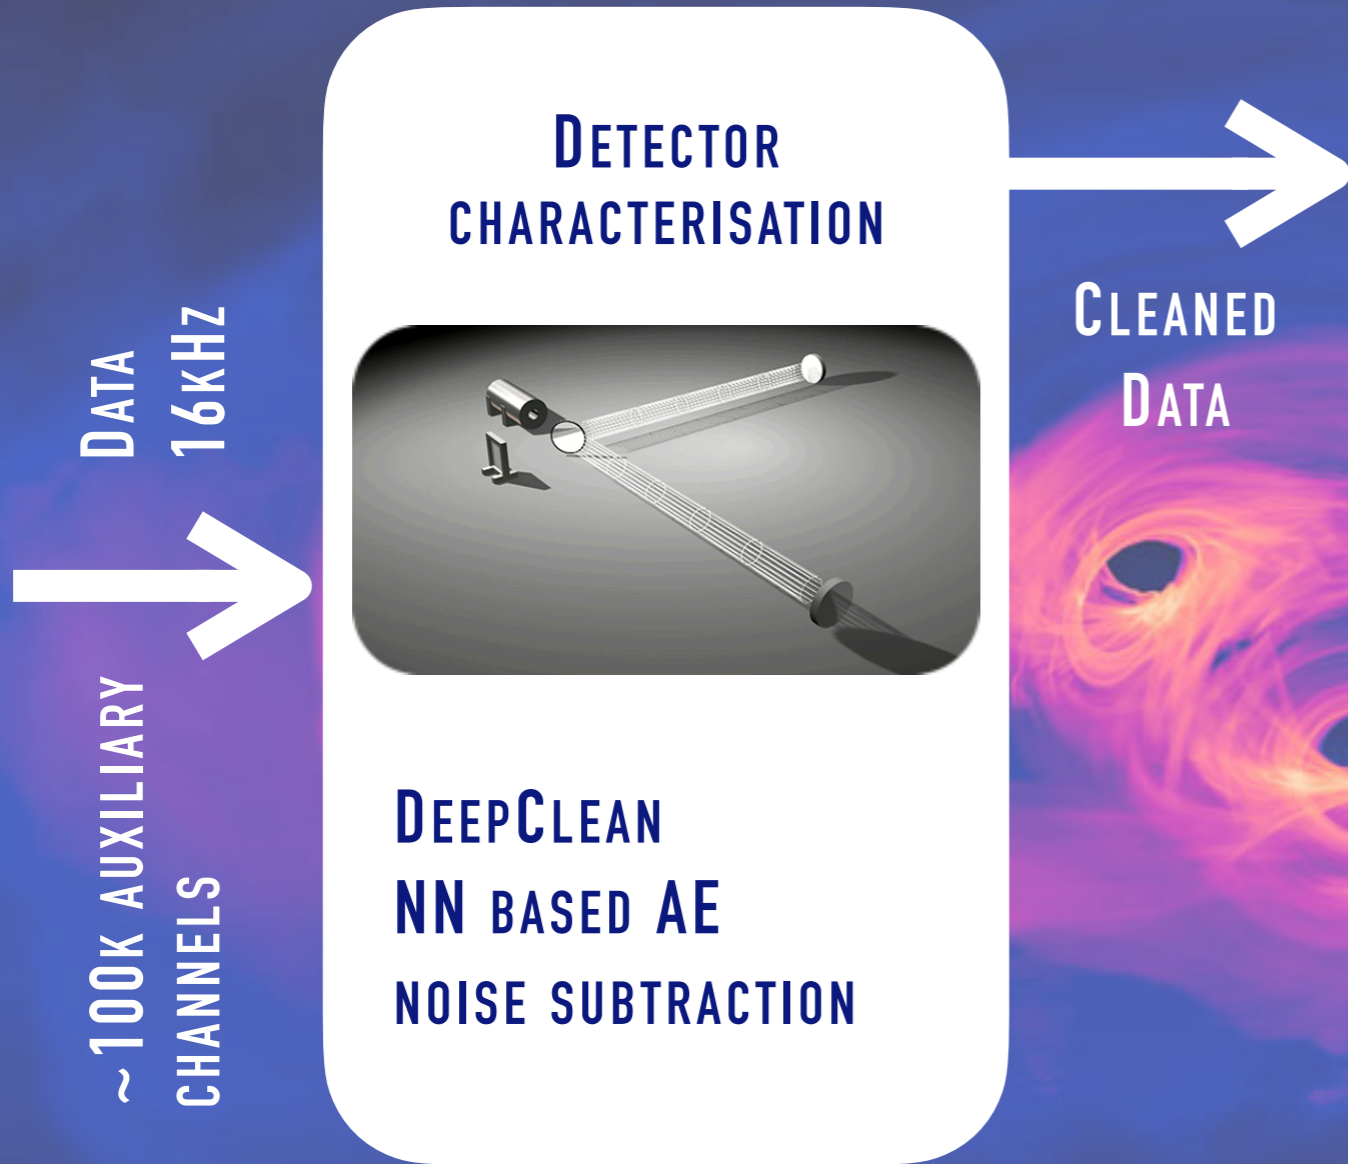 Data
16kHz
~100k auxiliary
channels
Detector
characterisation
DeepClean
NN based AE
noise subtraction
Cleaned
Data